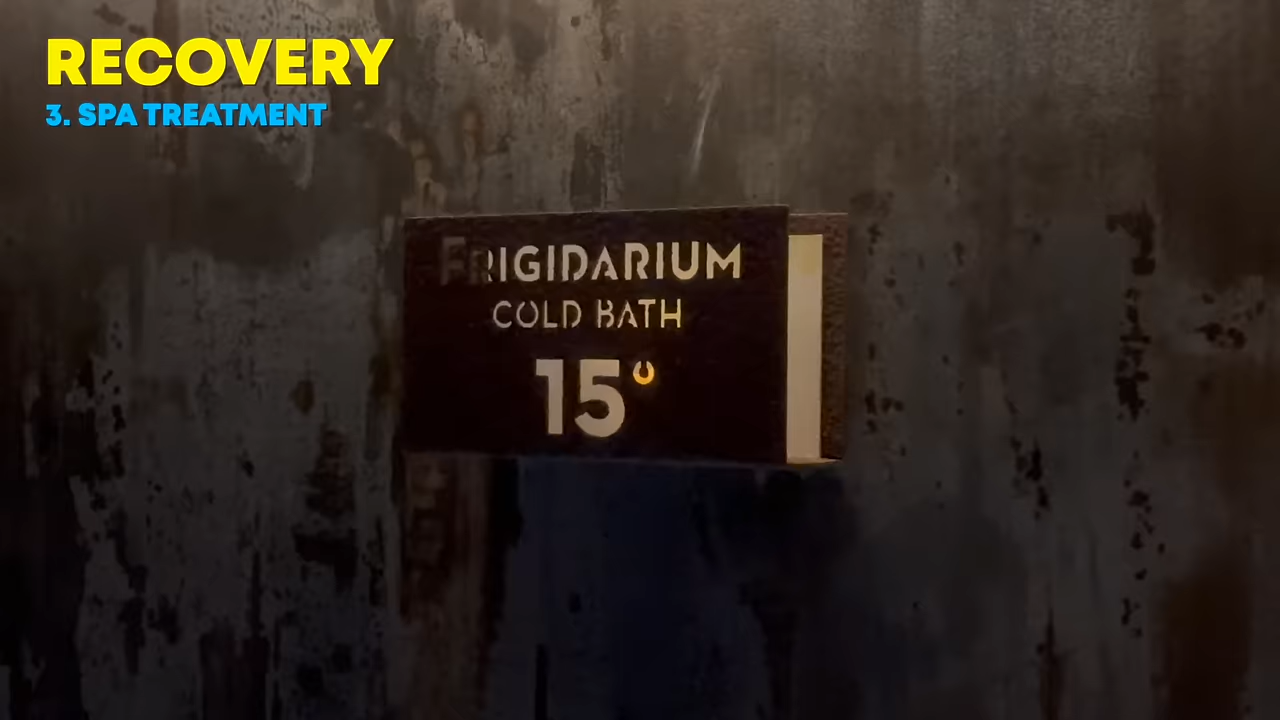 RECOVERY
3. SPA TREATMENT
FRIGIDARIUM
COLD BATH
15°